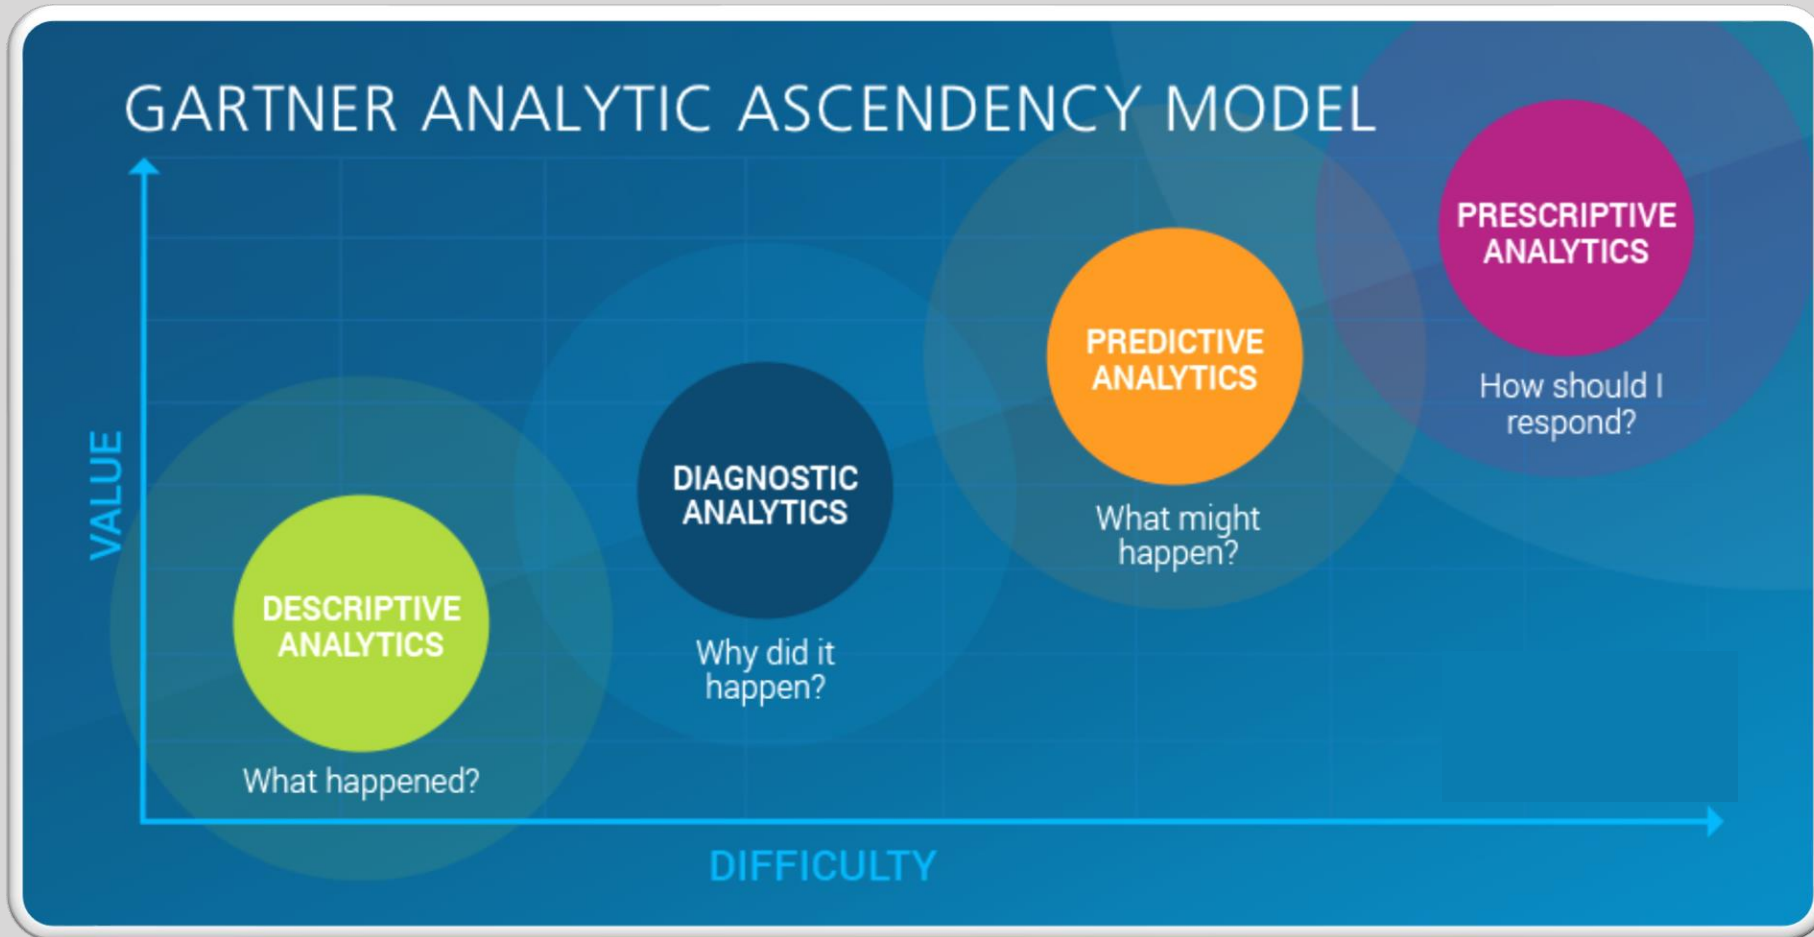 GARTNER ANALYTIC ASCENDENCY MODEL
PRESCRIPTIVE
ANALYTICS
How should I
respond?
PREDICTIVE
ANALYTICS
What might
happen?
DIAGNOSTIC
ANALYTICS
Why did it
happen?
DESCRIPTIVE
ANALYTICS
What happened?
VALUE
DIFFICULTY